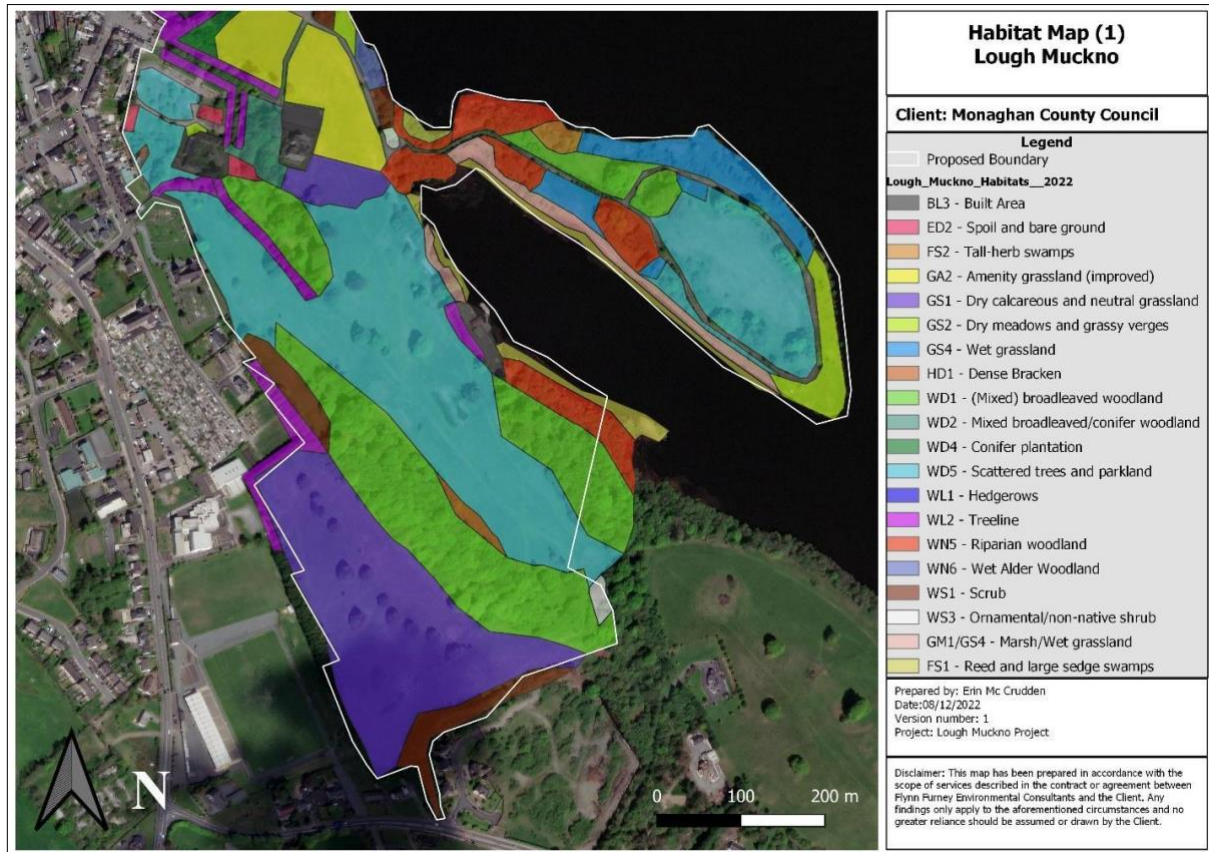 Habitat Map (1)
Lough Muckno
Client: Monaghan County Council
Legend
Proposed Boundary
Lough_Muckno_Habitats__2022
BL3 - Built Area
ED2 - Spoil and bare ground
FS2 - Tall-herb swamps
GA2 - Amenity grassland (improved)
GS1 - Dry calcareous and neutral grassland
GS2 - Dry meadows and grassy verges
GS4 - Wet grassland
HD1 - Dense Bracken
WD1 - (Mixed) broadleaved woodland
WD2 - Mixed broadleaved/conifer woodland
WD4 - Conifer plantation
WD5 - Scattered trees and parkland
WL1 - Hedgerows
WL2 - Treeline
WN5 - Riparian woodland
WN6 - Wet Alder Woodland
WS1 - Scrub
WS3 - Ornamental/non-native shrub
GM1/GS4 - Marsh/Wet grassland
FS1 - Reed and large sedge swamps
Prepared by: Erin Mc Crudden
Date:08/12/2022
Version number: 1
Project: Lough Muckno Project
Disclaimer: This map has been prepared in accordance with the
scope of services described in the contract or agreement between
Flynn Furney Environmental Consultants and the Client. Any
findings only apply to the aforementioned circumstances and no
greater reliance should be assumed or drawn by the Client.
N
0 100 200 m